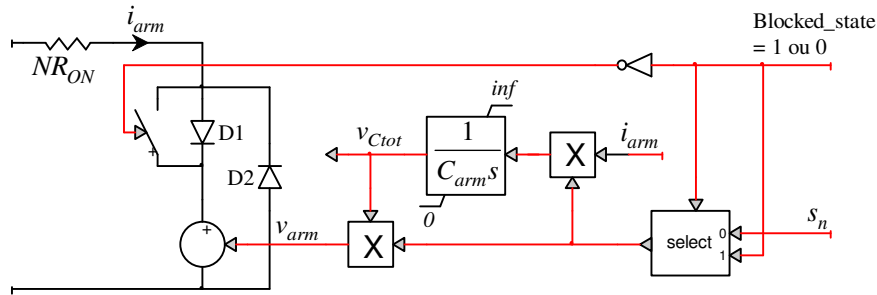 i_arm
Blocked_state
= 1 ou 0
NR_ON
inf
D1
v_Ctot
1
C_arm s
X
i_arm
D2
0
s_n
0
select
1
+
v_arm
X
+